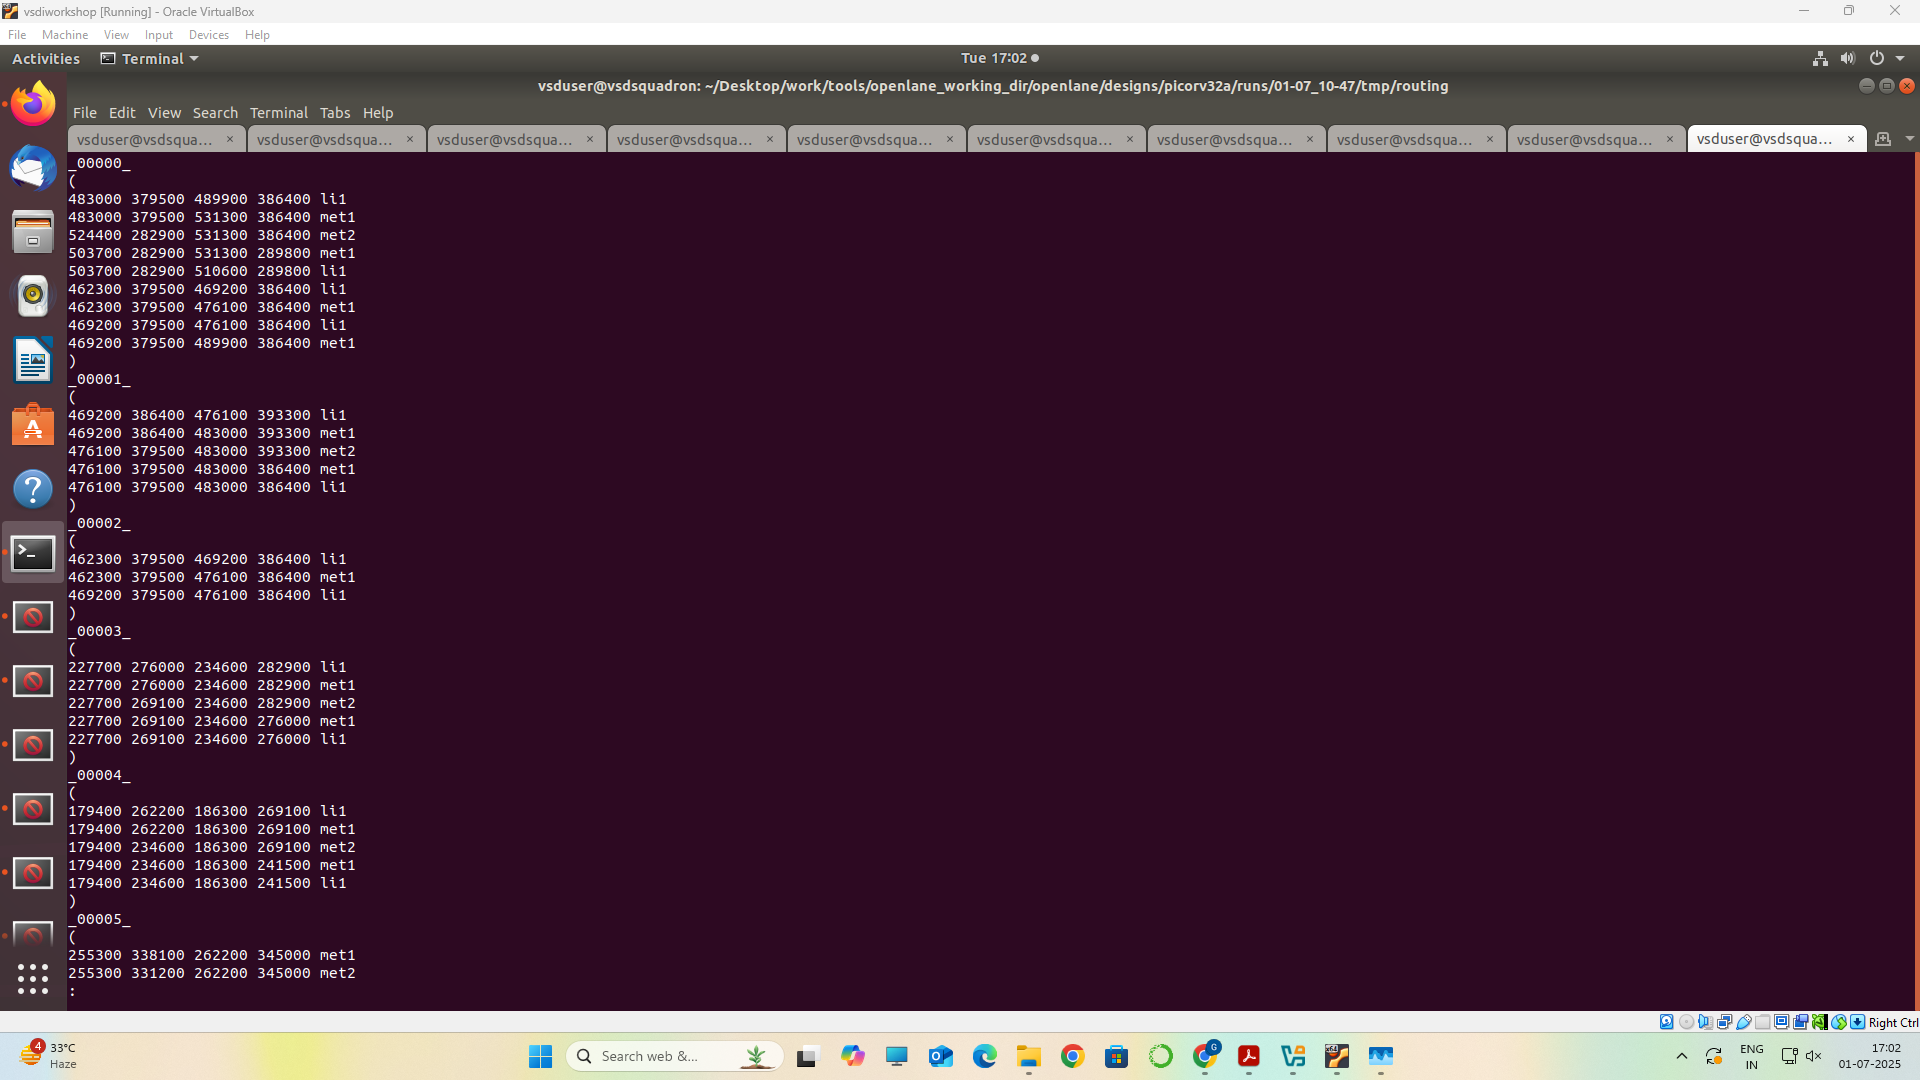 vsdiworkshop [Running] - Oracle VirtualBox
File Machine View Input Devices Help
Activities Terminal Tue 17:02
vsduser@vsdsquadron: ~/Desktop/work/tools/openlane_working_dir/openlane/designs/picorv32a/runs/01-07_10-47/tmp/routing
File Edit View Search Terminal Tabs Help
vsduser@vsdsqua... × vsduser@vsdsqua... × vsduser@vsdsqua... × vsduser@vsdsqua... × vsduser@vsdsqua... × vsduser@vsdsqua... × vsduser@vsdsqua... × vsduser@vsdsqua... × vsduser@vsdsqua... × vsduser@vsdsqua... ×
_00000_
(
483000 379500 489900 386400 li1
483000 379500 531300 386400 met1
524400 282900 531300 386400 met2
503700 282900 531300 289800 met1
503700 282900 510600 289800 li1
462300 379500 469200 386400 li1
462300 379500 476100 386400 met1
469200 379500 476100 386400 li1
469200 379500 489900 386400 met1
)
_00001_
(
469200 386400 476100 393300 li1
469200 386400 483000 393300 met1
476100 379500 483000 393300 met2
476100 379500 483000 386400 met1
476100 379500 483000 386400 li1
)
_00002_
(
462300 379500 469200 386400 li1
462300 379500 476100 386400 met1
469200 379500 476100 386400 li1
)
_00003_
(
227700 276000 234600 282900 li1
227700 276000 234600 282900 met1
227700 269100 234600 282900 met2
227700 269100 234600 276000 met1
227700 269100 234600 276000 li1
)
_00004_
(
179400 262200 186300 269100 li1
179400 262200 186300 269100 met1
179400 234600 186300 269100 met2
179400 234600 186300 241500 met1
179400 234600 186300 241500 li1
)
_00005_
(
255300 338100 262200 345000 met1
255300 331200 262200 345000 met2
:
Right Ctrl
4
33°C
Haze
Search web &...
G
ENG
IN
17:02
01-07-2025